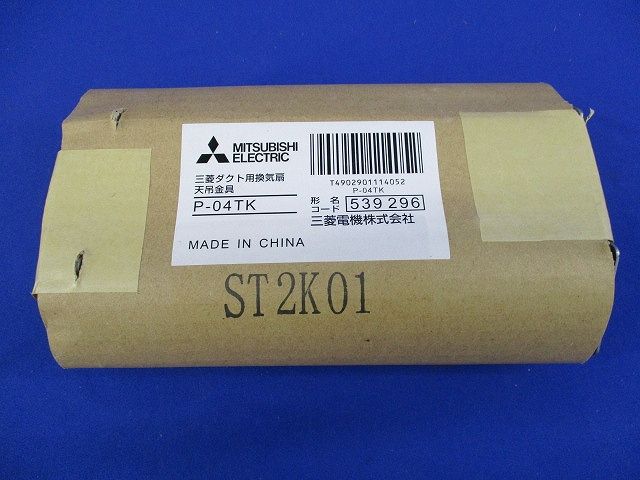 MITSUBISHI
ELECTRIC
三菱ダクト用換気扇
天吊金具
P-04TK
MADE IN CHINA
T4902901114052
P-04TK
形名
コード 539 296
三菱電機株式会社
ST2K01